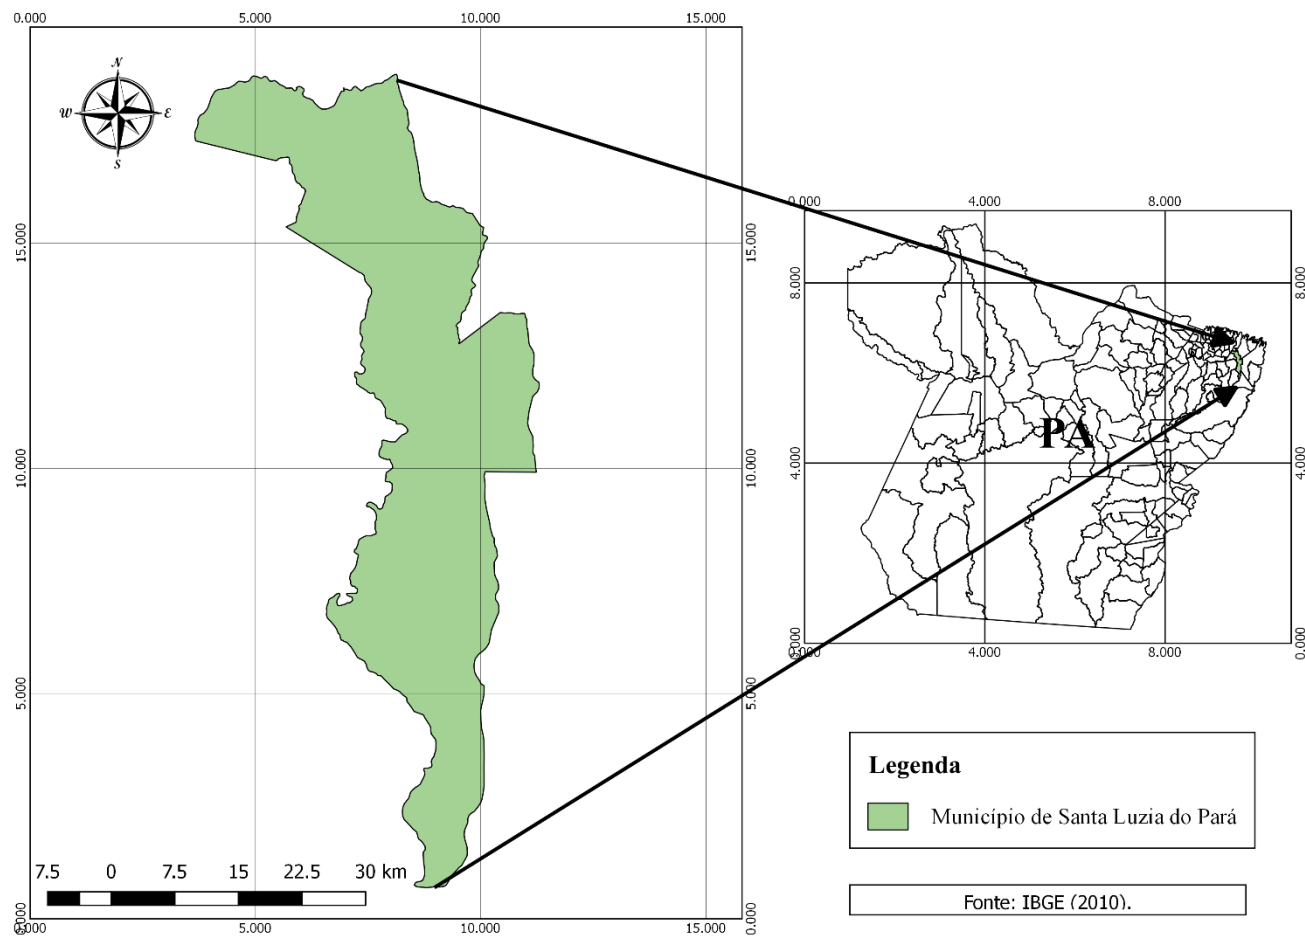 0.000 5.000 10.000 15.000
N
W E
S
15.000 15.000
10.000 10.000
5.000 5.000
0.000 0.000
7.5 0 7.5 15 22.5 30 km
0.000 5.000 10.000 15.000
0.000 4.000 8.000
8.000 8.000
PA
4.000 4.000
0.000 0.000
0.000 4.000 8.000
Legenda
Município de Santa Luzia do Pará
Fonte: IBGE (2010).